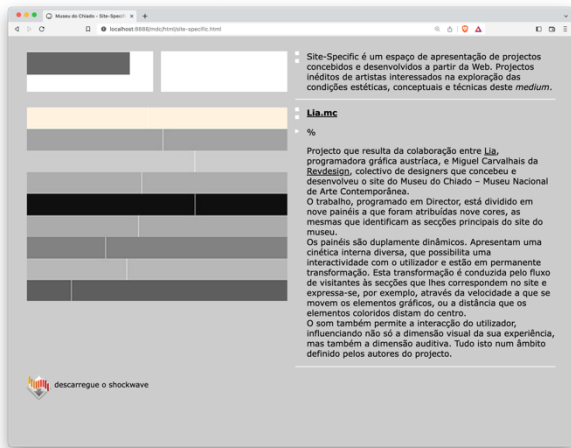 Museu do Chiado - Site-Specifi
localhost:8888/mdc/html/site-specific.html
Site-Specific é um espaço de apresentação de projectos
concebidos e desenvolvidos a partir da Web. Projectos
inéditos de artistas interessados na exploração das
condições estéticas, conceptuais e técnicas deste medium.
Lia.mc
%
Projecto que resulta da colaboração entre Lia,
programadora gráfica austríaca, e Miguel Carvalhais da
Revdesign, colectivo de designers que concebeu e
desenvolveu o site do Museu do Chiado – Museu Nacional
de Arte Contemporânea.
O trabalho, programado em Director, está dividido em
nove painéis a que foram atribuídas nove cores, as
mesmas que identificam as secções principais do site do
museu.
Os painéis são duplamente dinâmicos. Apresentam uma
cinética interna diversa, que possibilita uma
interactividade com o utilizador e estão em permanente
transformação. Esta transformação é conduzida pelo fluxo
de visitantes às secções que lhes correspondem no site e
expressa-se, por exemplo, através da velocidade a que se
movem os elementos gráficos, ou a distância que os
elementos coloridos distam do centro.
O som também permite a interacção do utilizador,
influenciando não só a dimensão visual da sua experiência,
mas também a dimensão auditiva. Tudo isto num âmbito
definido pelos autores do projecto.
descarregue o shockwave